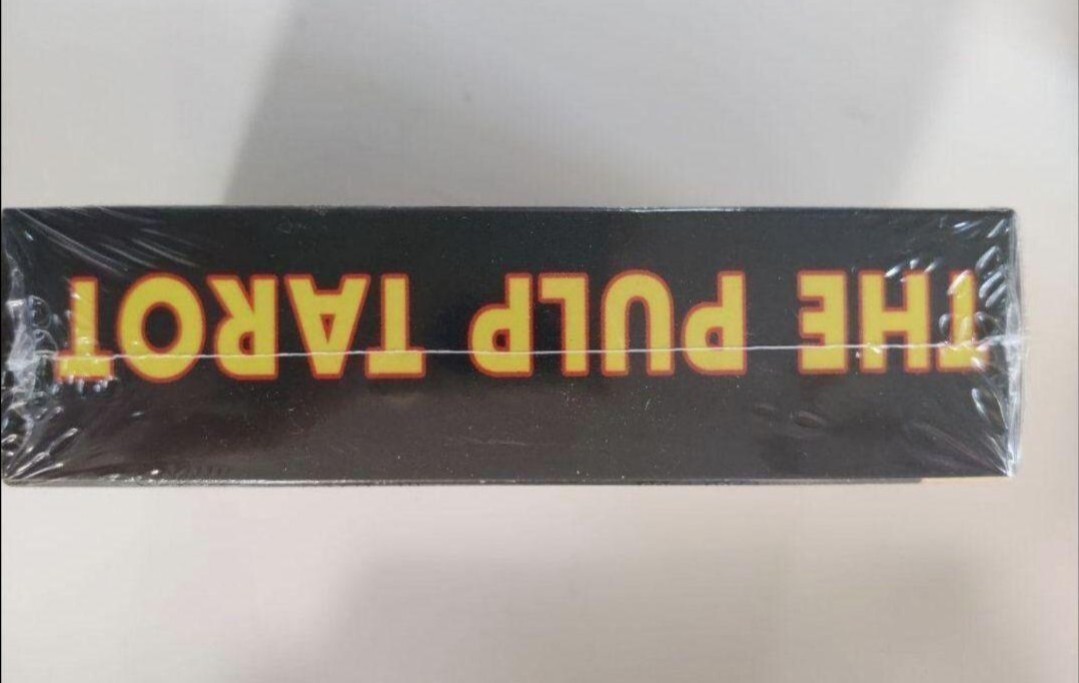 THE PULP TAROT